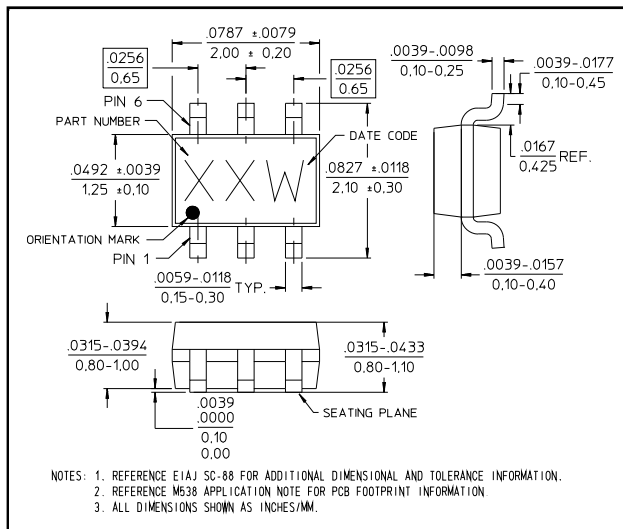 .0787 ±.0079
2,00 ± 0,20
.0256
0,65
.0256
0,65
.0039-.0098
0,10-0,25
.0039-.0177
0,10-0,45
PIN 6
PART NUMBER
DATE CODE
.0167
0,425 REF.
.0492 ±.0039
1,25 ±0,10
XXW
.0827 ±.0118
2,10 ±0,30
ORIENTATION MARK
PIN 1
.0059-.0118
0,15-0,30 TYP.
.0039-.0157
0,10-0,40
.0315-.0394
0,80-1,00
.0315-.0433
0,80-1,10
.0039
.0000
0,10
0,00
SEATING PLANE
NOTES: 1. REFERENCE EIAJ SC-88 FOR ADDITIONAL DIMENSIONAL AND TOLERANCE INFORMATION.
2. REFERENCE M538 APPLICATION NOTE FOR PCB FOOTPRINT INFORMATION.
3. ALL DIMENSIONS SHOWN AS INCHES/MM.